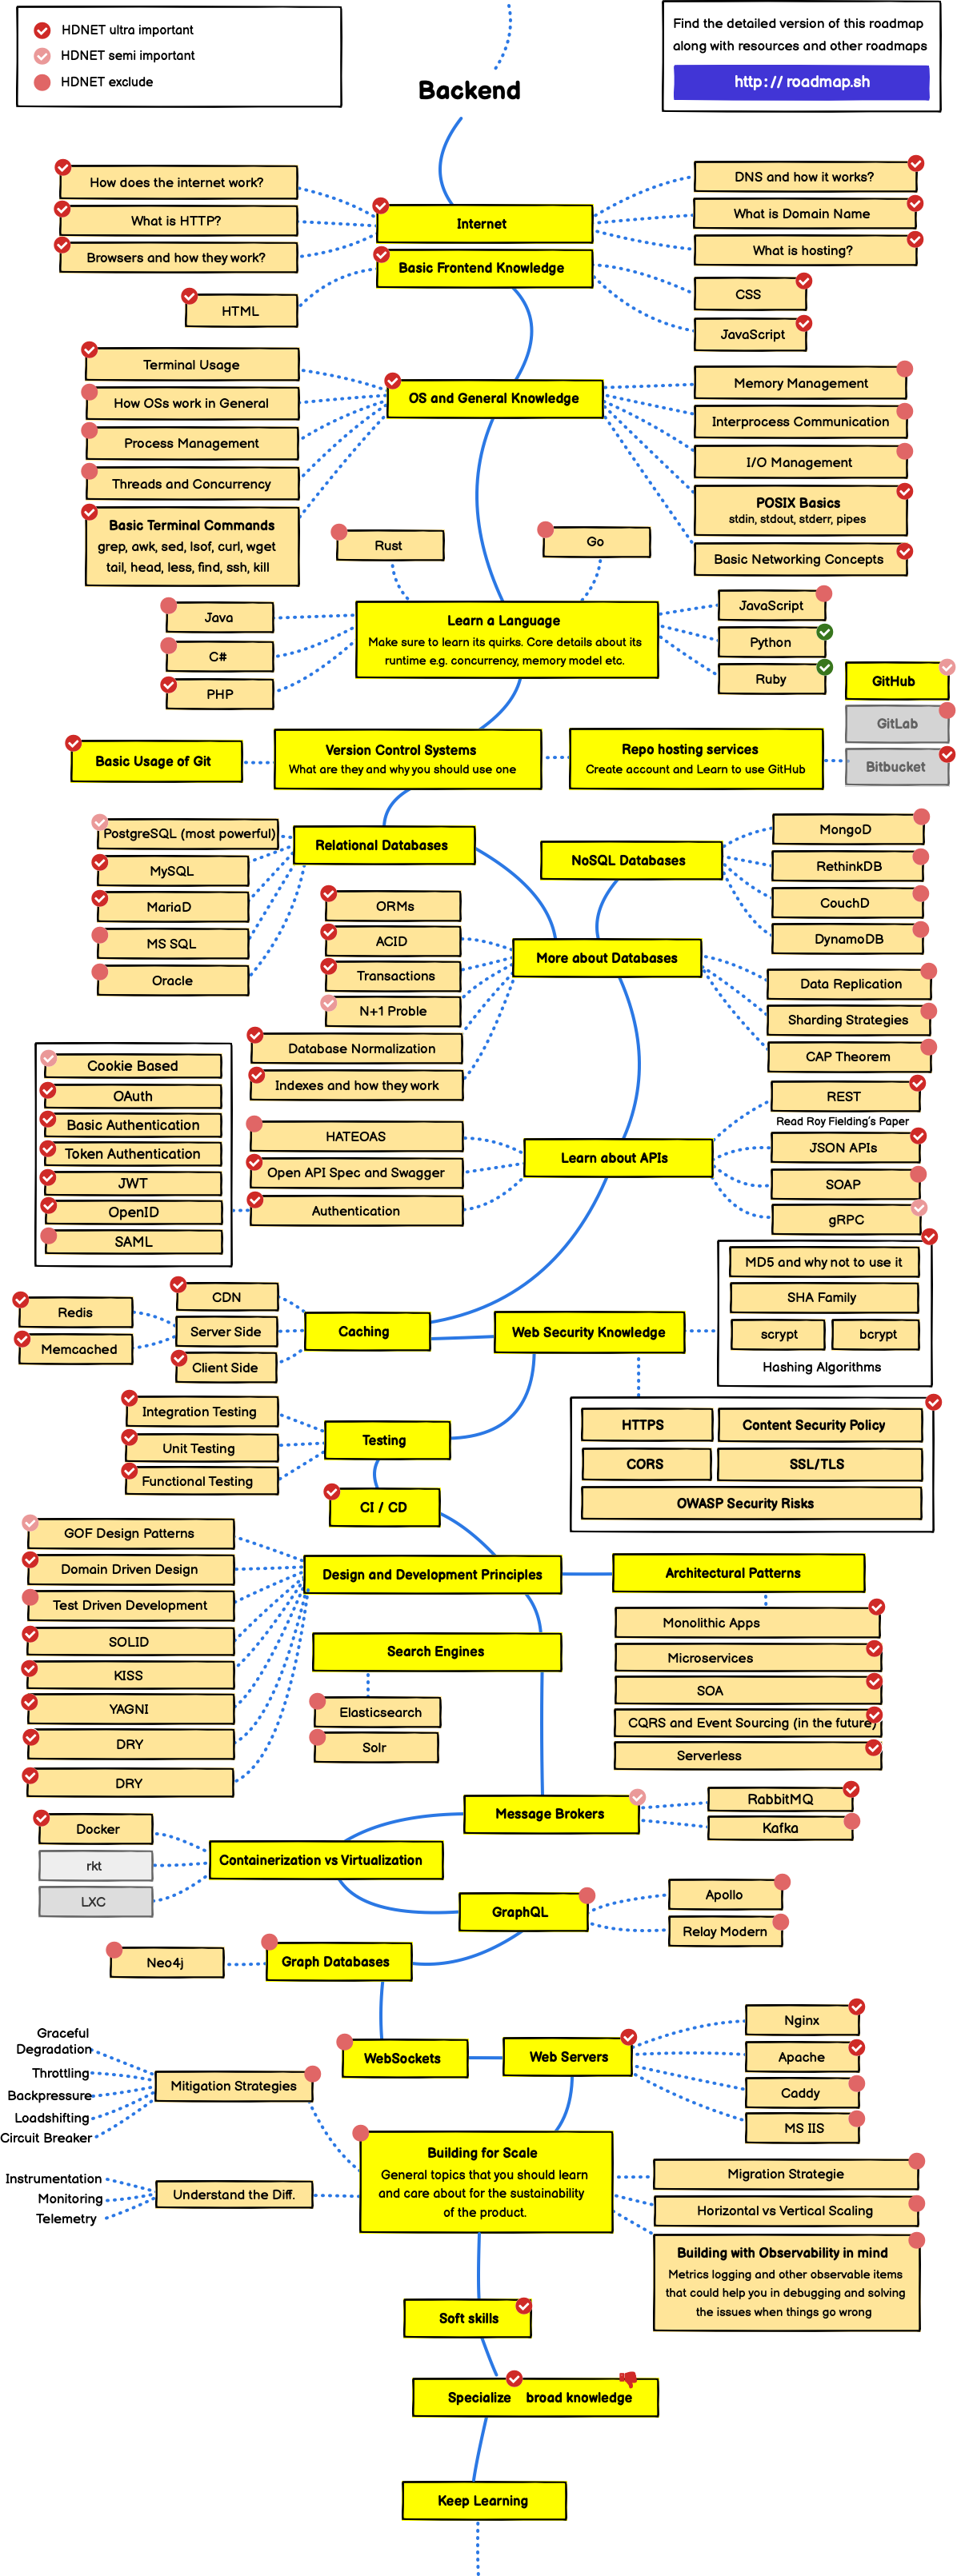 HDNET ultra important
HDNET semi important
HDNET exclude
Find the detailed version of this roadmap
along with resources and other roadmaps
http://roadmap.sh
Backend
How does the internet work?
What is HTTP?
Browsers and how they work?
Internet
DNS and how it works?
What is Domain Name
What is hosting?
Basic Frontend Knowledge
HTML
CSS
JavaScript
Terminal Usage
How OSs work in General
Process Management
Threads and Concurrency
Basic Terminal Commands
grep, awk, sed, lsof, curl, wget
tail, head, less, find, ssh, kill
OS and General Knowledge
Memory Management
Interprocess Communication
I/O Management
POSIX Basics
stdin, stdout, stderr, pipes
Basic Networking Concepts
Rust
Go
Java
C#
PHP
Learn a Language
Make sure to learn its quirks. Core details about its
runtime e.g. concurrency, memory model etc.
JavaScript
Python
Ruby
GitHub
GitLab
Bitbucket
Basic Usage of Git
Version Control Systems
What are they and why you should use one
Repo hosting services
Create account and Learn to use GitHub
PostgreSQL (most powerful)
MySQL
MariaD
MS SQL
Oracle
Relational Databases
NoSQL Databases
MongoD
RethinkDB
CouchD
DynamoDB
ORMs
ACID
Transactions
N+1 Proble
Database Normalization
Indexes and how they work
More about Databases
Data Replication
Sharding Strategies
CAP Theorem
Cookie Based
OAuth
Basic Authentication
Token Authentication
JWT
OpenID
SAML
HATEOAS
Open API Spec and Swagger
Authentication
Learn about APIs
REST
Read Roy Fielding's Paper
JSON APIs
SOAP
gRPC
MD5 and why not to use it
SHA Family
scrypt
bcrypt
Hashing Algorithms
Redis
Memcached
CDN
Server Side
Client Side
Caching
Web Security Knowledge
HTTPS
Content Security Policy
CORS
SSL/TLS
OWASP Security Risks
Integration Testing
Unit Testing
Functional Testing
Testing
CI / CD
GOF Design Patterns
Domain Driven Design
Test Driven Development
SOLID
KISS
YAGNI
DRY
DRY
Design and Development Principles
Architectural Patterns
Monolithic Apps
Microservices
SOA
CQRS and Event Sourcing (in the future)
Serverless
Search Engines
Elasticsearch
Solr
Message Brokers
RabbitMQ
Kafka
Docker
rkt
LXC
Containerization vs Virtualization
GraphQL
Apollo
Relay Modern
Neo4j
Graph Databases
WebSockets
Web Servers
Nginx
Apache
Caddy
MS IIS
Graceful
Degradation
Throttling
Backpressure
Loadshifting
Circuit Breaker
Mitigation Strategies
Instrumentation
Monitoring
Telemetry
Understand the Diff.
Building for Scale
General topics that you should learn
and care about for the sustainability
of the product.
Migration Strategie
Horizontal vs Vertical Scaling
Building with Observability in mind
Metrics logging and other observable items
that could help you in debugging and solving
the issues when things go wrong
Soft skills
Specialize broad knowledge
Keep Learning